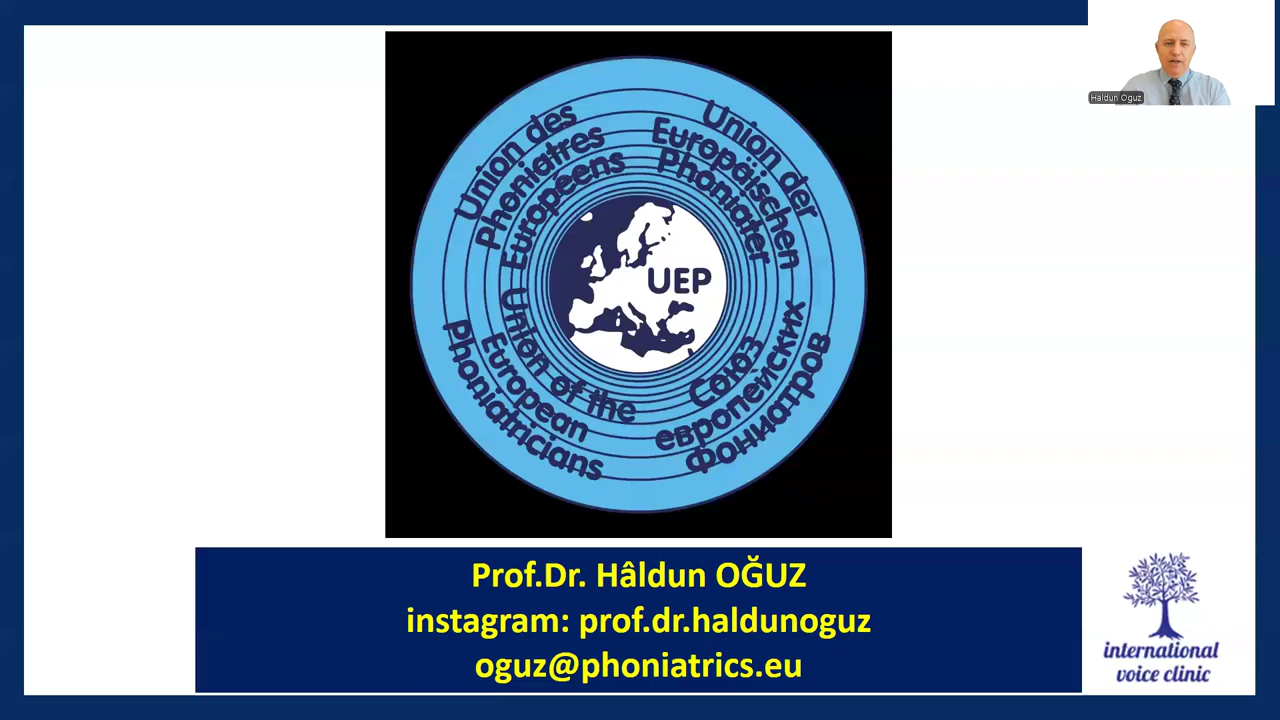 Haldun Oguz
Union des
Phoniatres
Européens
Union der
Europäischen
Phoniater
UEP
Union of the
European
Phoniatricians
Союз
европейских
Фониатров
Prof.Dr. Hâldun OĞUZ
instagram: prof.dr.haldunoguz
oguz@phoniatrics.eu
international
voice clinic